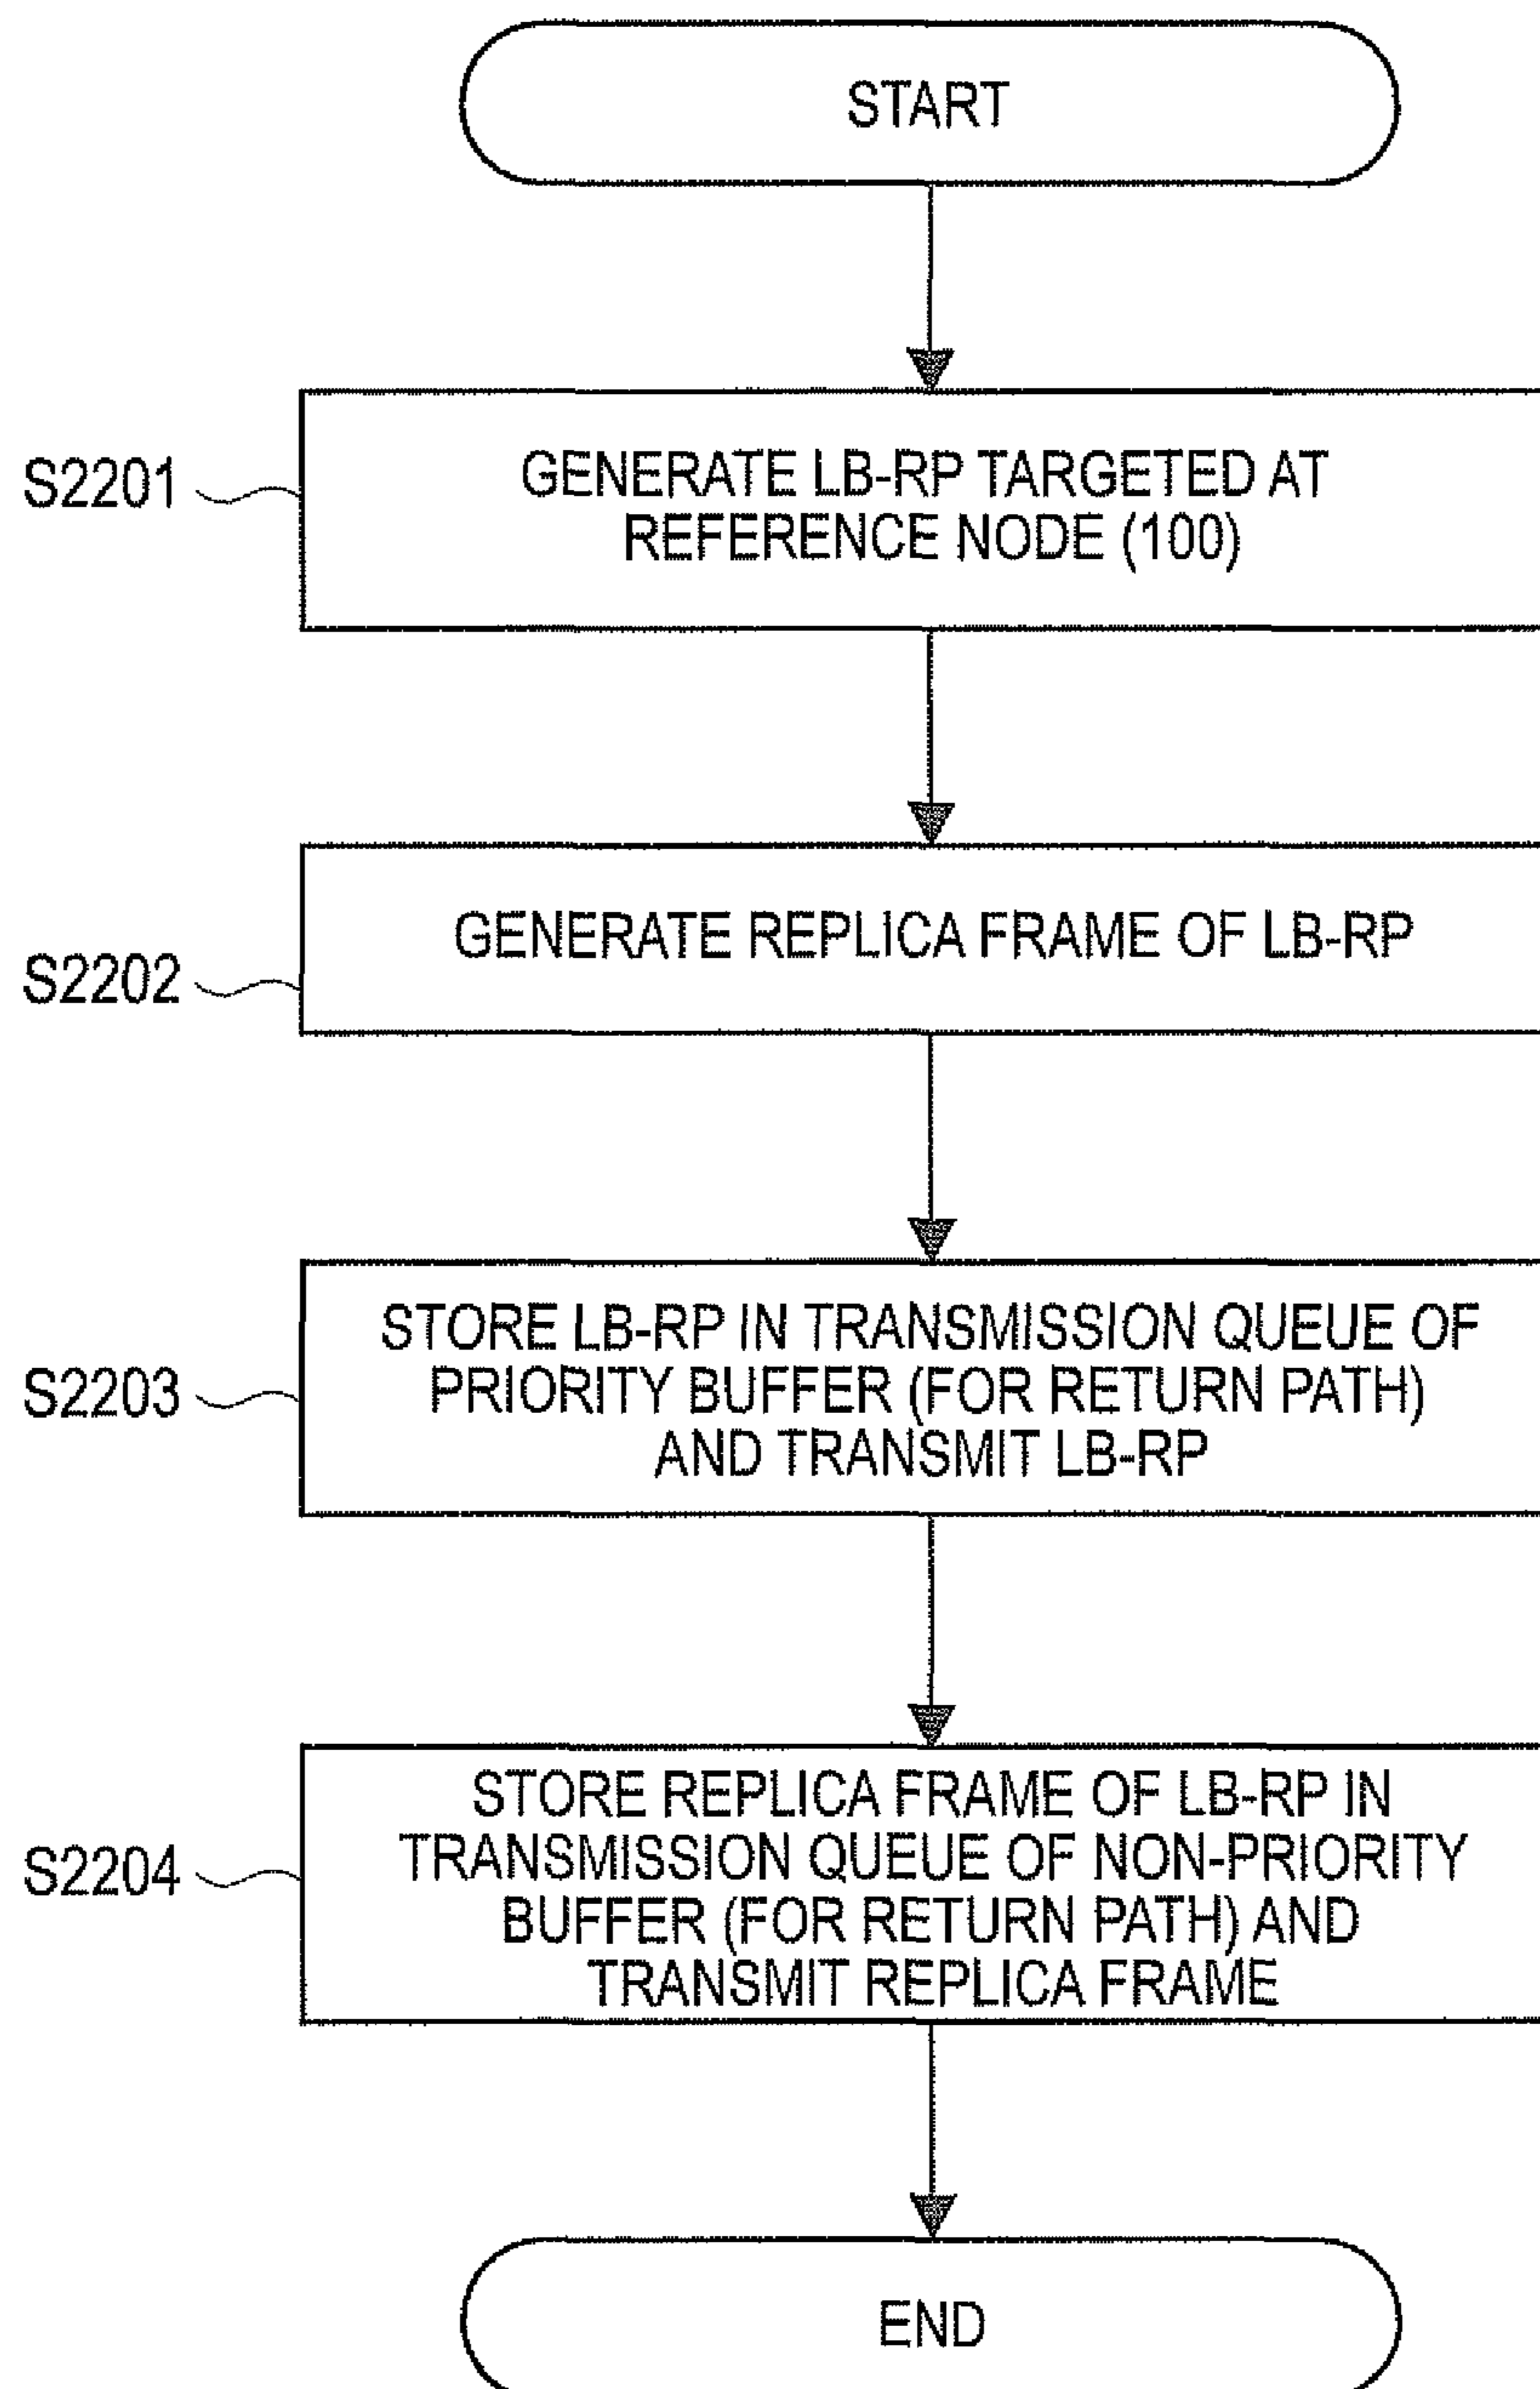 START
S2201
GENERATE LB-RP TARGETED AT
REFERENCE NODE (100)
S2202
GENERATE REPLICA FRAME OF LB-RP
S2203
STORE LB-RP IN TRANSMISSION QUEUE OF
PRIORITY BUFFER (FOR RETURN PATH)
AND TRANSMIT LB-RP
S2204
STORE REPLICA FRAME OF LB-RP IN
TRANSMISSION QUEUE OF NON-PRIORITY
BUFFER (FOR RETURN PATH) AND
TRANSMIT REPLICA FRAME
END